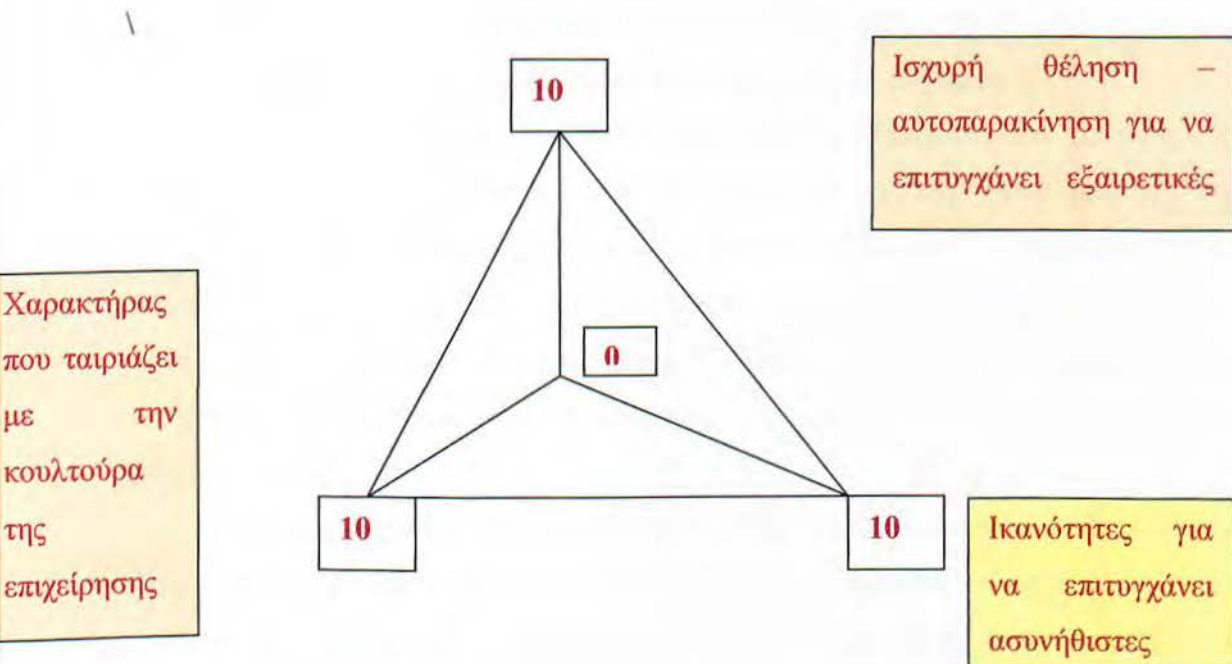 10
Ισχυρή θέληση –
αυτοπαρακίνηση για να
επιτυγχάνει εξαιρετικές
Χαρακτήρας
που ταιριάζει
με την
κουλτούρα
της
επιχείρησης
0
10
10
Ικανότητες για
να επιτυγχάνει
ασυνήθιστες